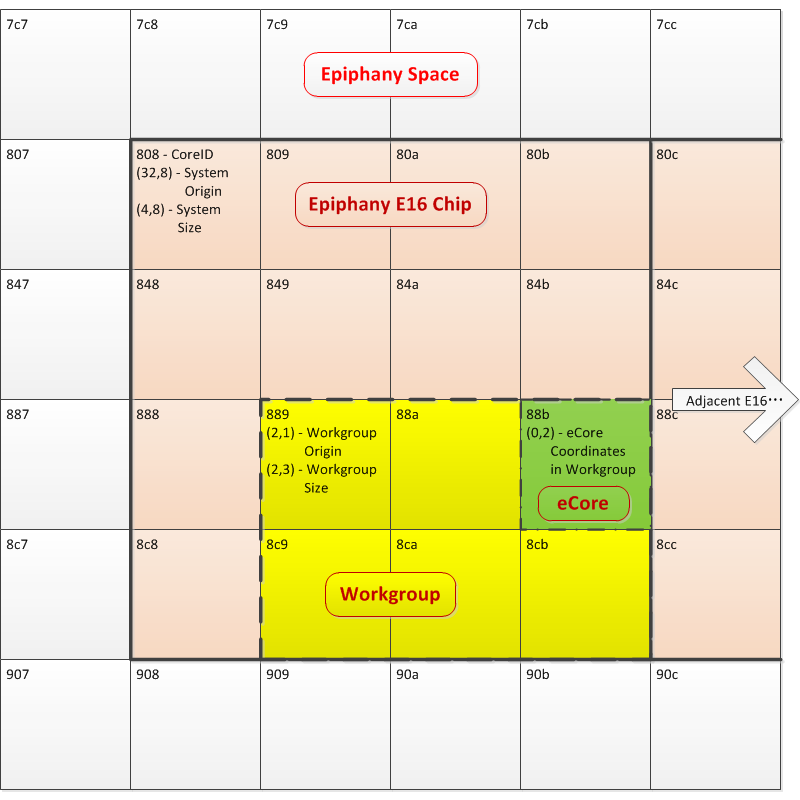 7c7 7c8 7c9 7ca 7cb 7cc
Epiphany Space
807 808 - CoreID 809 80a 80b 80c
(32,8) - System
Origin
(4,8) - System
Size
Epiphany E16 Chip
847 848 849 84a 84b 84c
Adjacent E16...
887 888 889 88a 88b 88c
(2,1) - Workgroup
Origin
(2,3) - Workgroup
Size
(0,2) - eCore
Coordinates
in Workgroup
eCore
8c7 8c8 8c9 8ca 8cb 8cc
Workgroup
907 908 909 90a 90b 90c